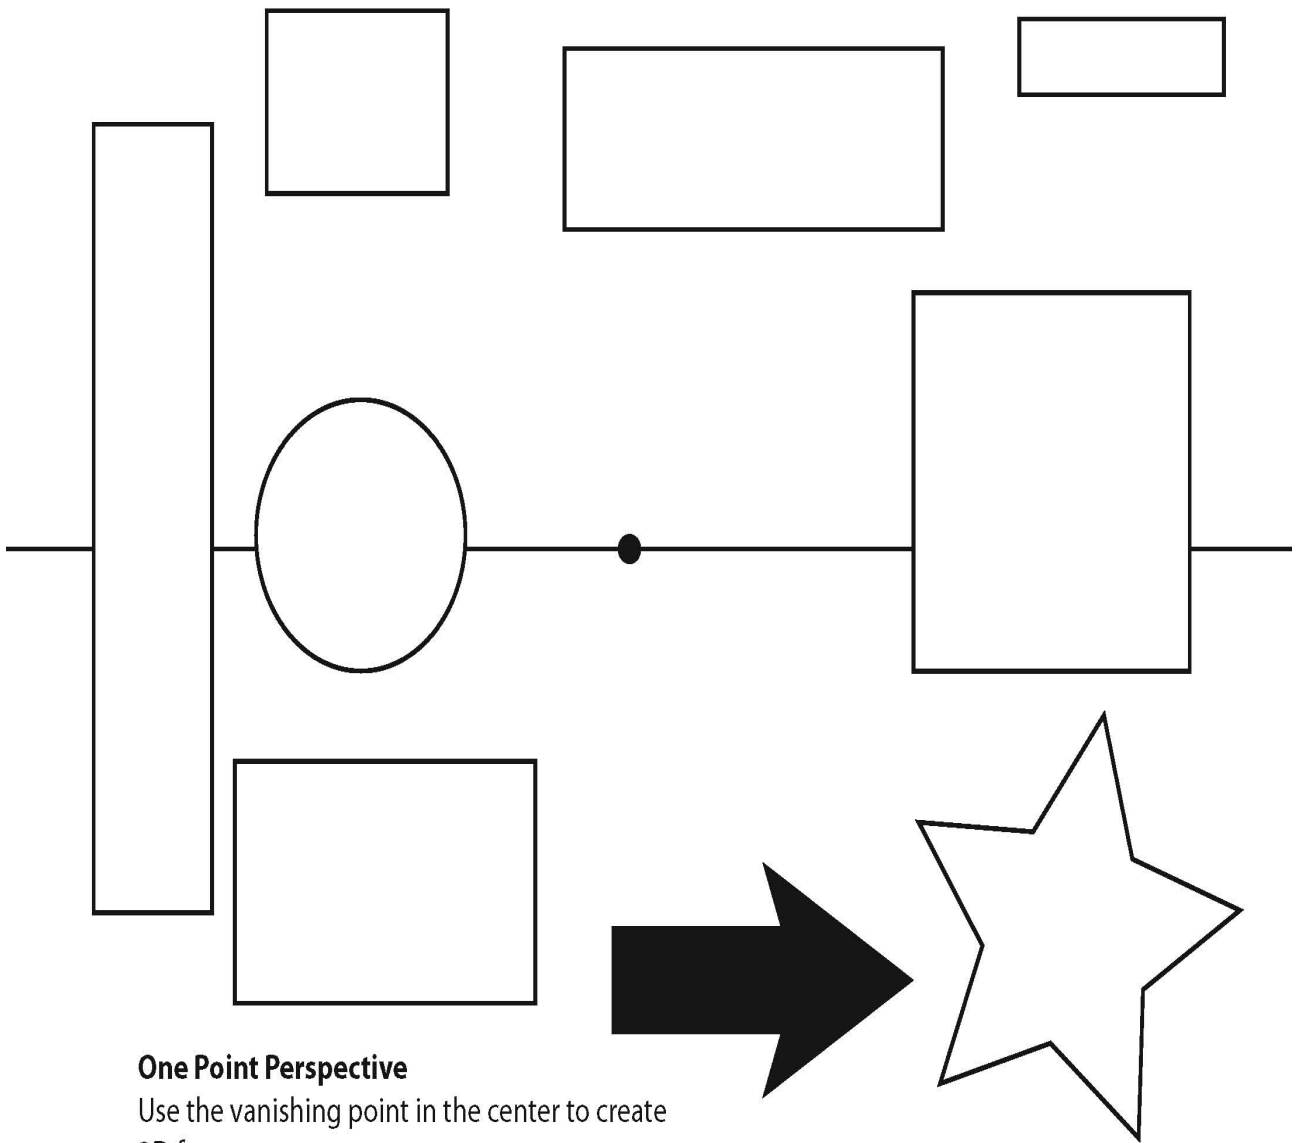 One Point Perspective
Use the vanishing point in the center to create